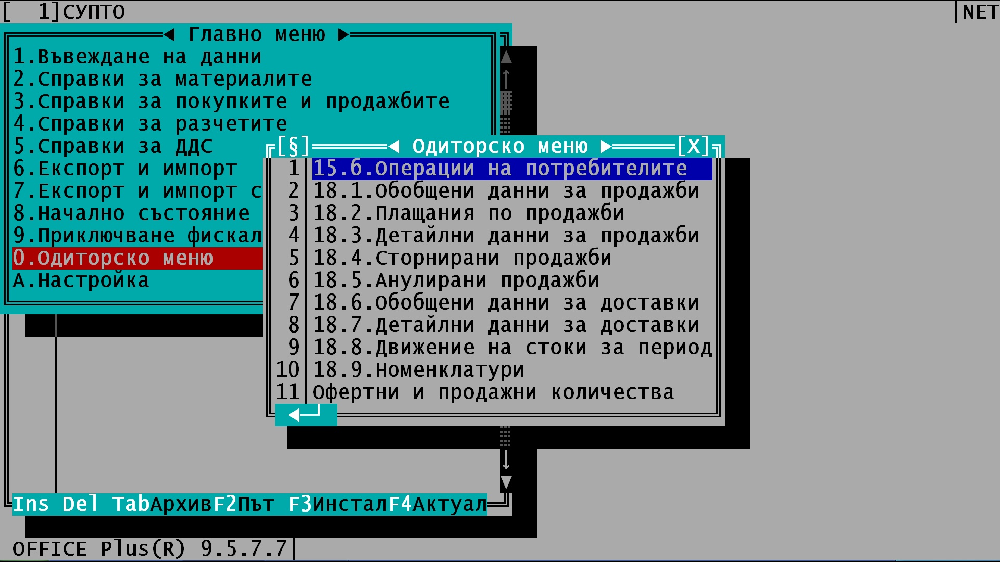 [  1]СУПТО
NET
Главно меню
1.Въвеждане на данни
2.Справки за материалите
3.Справки за покупките и продажбите
4.Справки за разчетите
5.Справки за ДДС
6.Експорт и импорт
7.Експорт и импорт с
8.Начално състояние
9.Приключване фискал
0.Одиторско меню
А.Настройка
[§] Одиторско меню [X]
1 15.б.Операции на потребителите
2 18.1.Обобщени данни за продажби
3 18.2.Плащания по продажби
4 18.3.Детайлни данни за продажби
5 18.4.Сторнирани продажби
6 18.5.Анулирани продажби
7 18.6.Обобщени данни за доставки
8 18.7.Детайлни данни за доставки
9 18.8.Движение на стоки за период
10 18.9.Номенклатури
11 Офертни и продажни количества
Ins Del TabАрхивF2Път F3ИнсталF4Актуал
OFFICE Plus(R) 9.5.7.7